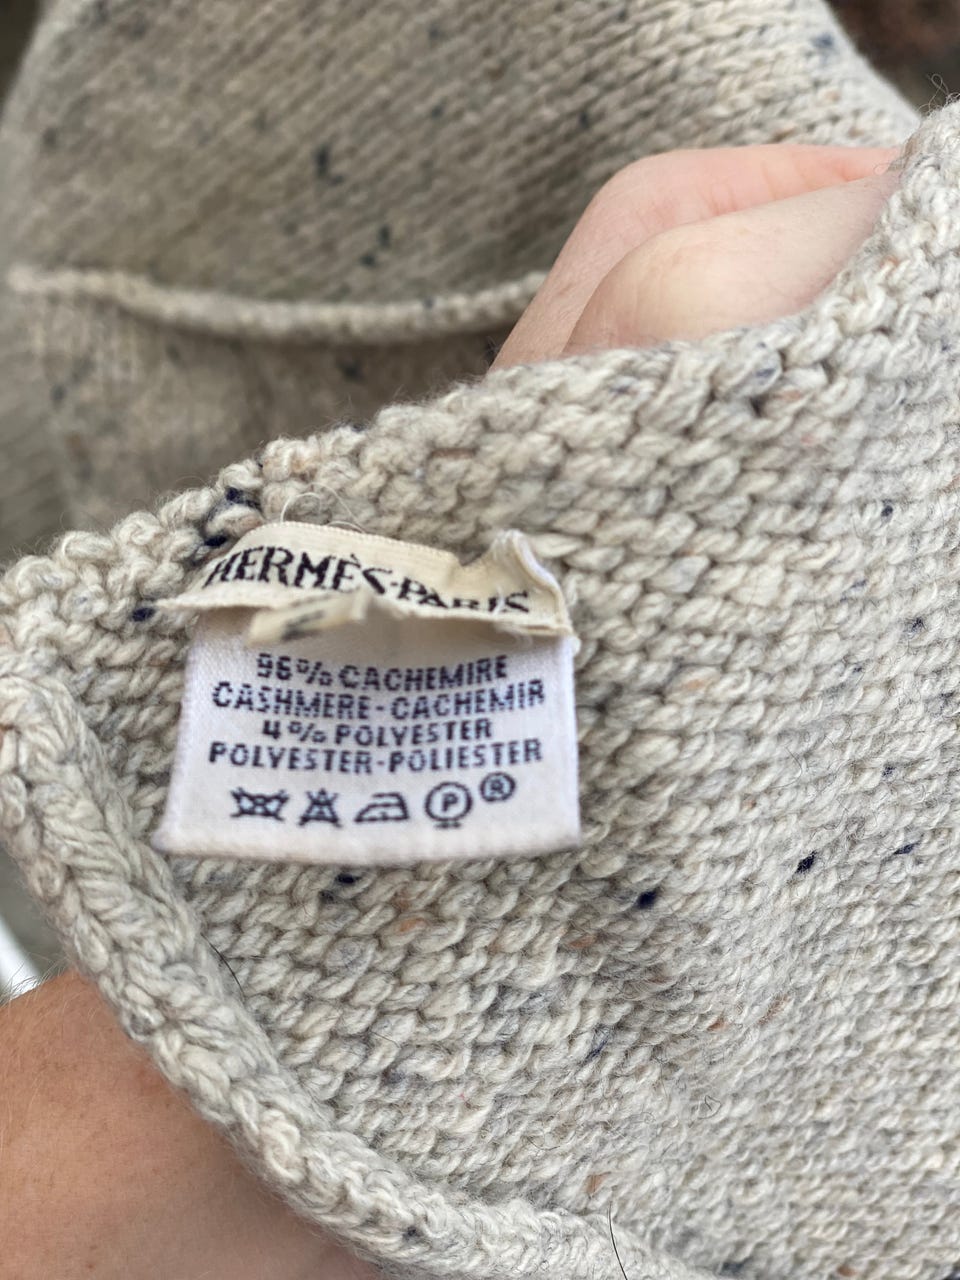 HERMÈS-PARIS
96% CACHEMIRE
CASHMERE-CACHEMIR
4% POLYESTER
POLYESTER-POLIESTER
P ®